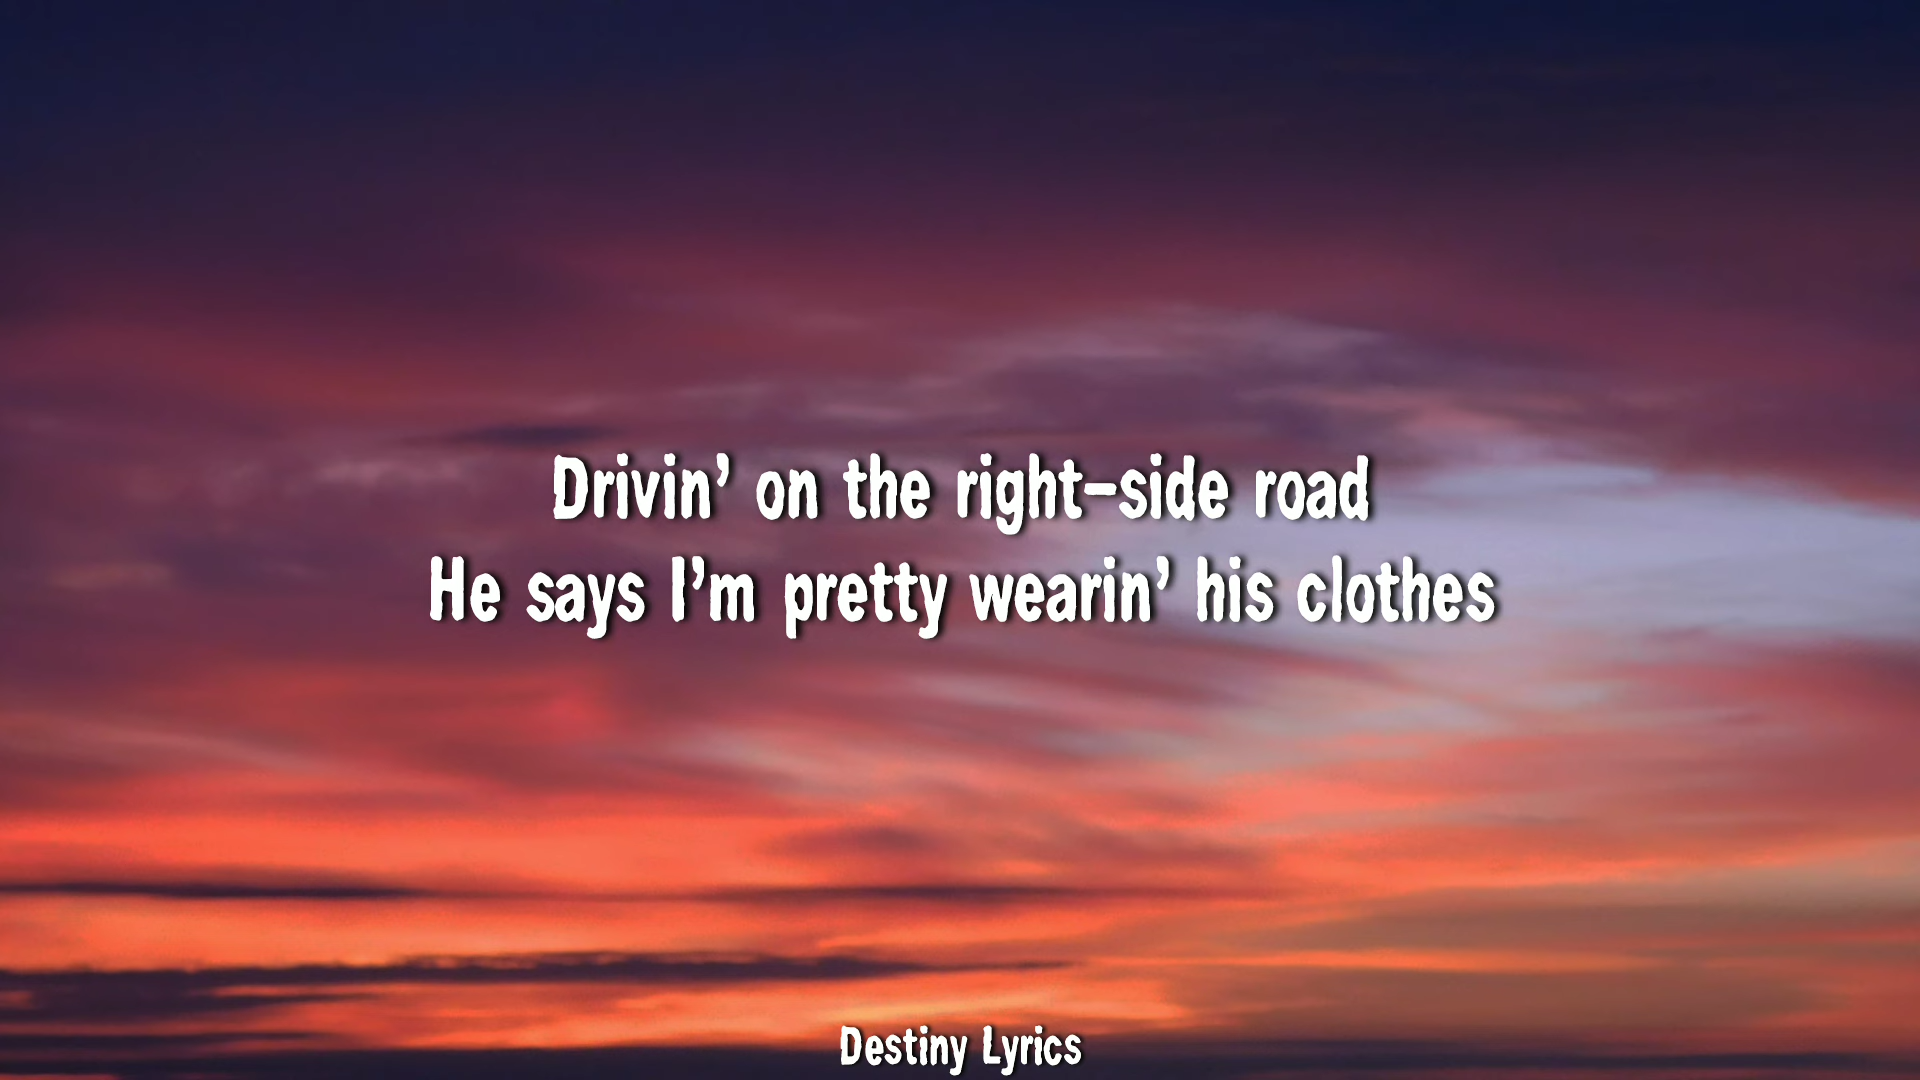 Drivin’ on the right-side road
He says I’m pretty wearin’ his clothes
Destiny Lyrics